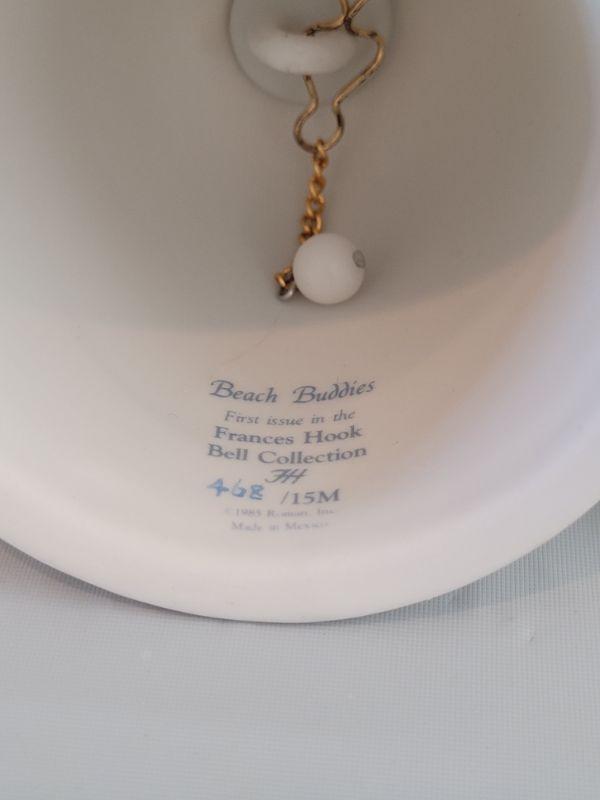 Beach Buddies
First issue in the
Frances Hook
Bell Collection
FH
468 /15M
©1985 Roman, Inc.
Made in Mexico